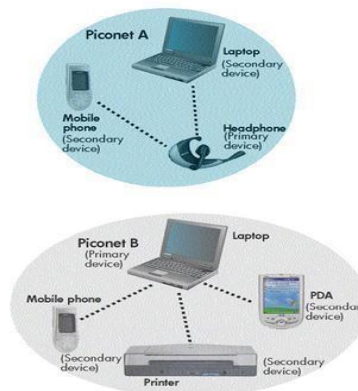 Piconet A
Laptop
(Secondary
device)
Mobile
phone
(Secondary
device)
Headphone
(Primary
device)
Piconet B
(Primary
device)
Laptop
Mobile phone
(Secondary
device)
PDA
(Secondary
device)
Printer
(Secondary
device)